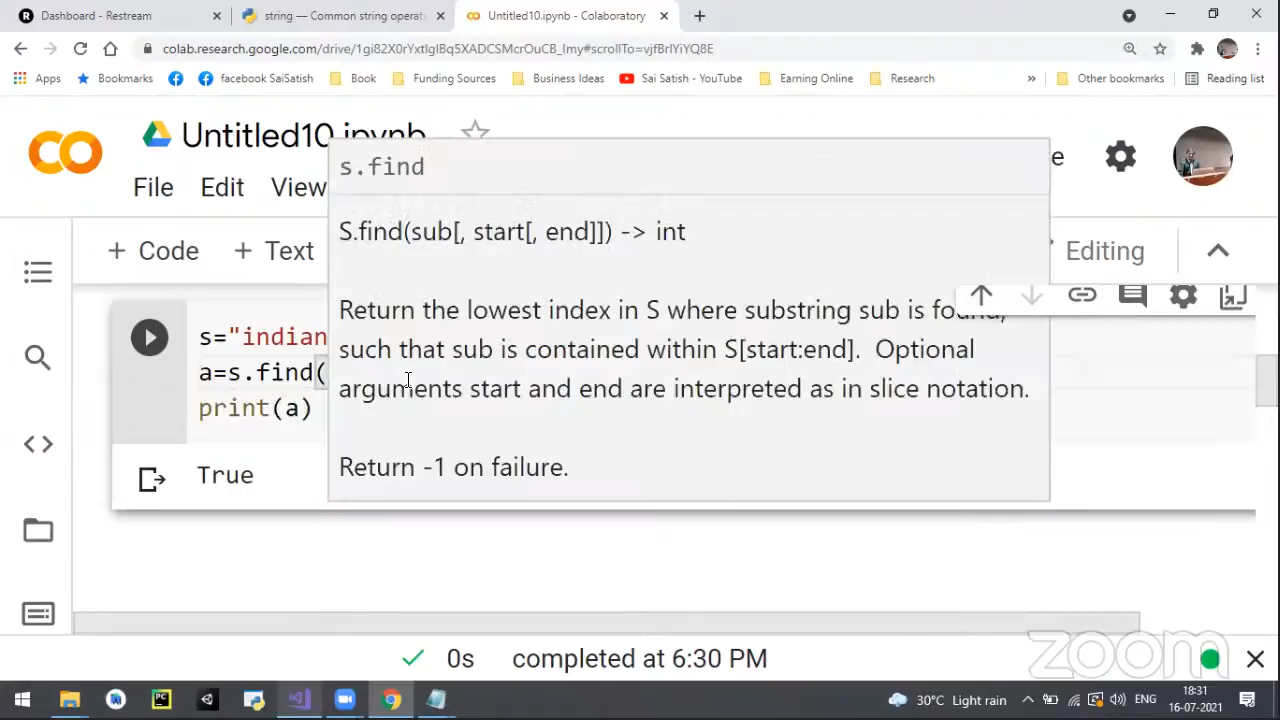 Dashboard - Restream
string — Common string operati
Untitled10.ipynb - Colaboratory
colab.research.google.com/drive/1gi82X0rYxtlglBq5XADCSMcrOuCB_Imy#scrollTo=vjfBrlYiYQ8E
Apps
Bookmarks
facebook SaiSatish
Book
Funding Sources
Business Ideas
Sai Satish - YouTube
Earning Online
Research
»
Other bookmarks
Reading list
Untitled10.ipynb
File Edit View
+ Code + Text
Editing
s.find
S.find(sub[, start[, end]]) -> int
Return the lowest index in S where substring sub is found,
such that sub is contained within S[start:end]. Optional
arguments start and end are interpreted as in slice notation.
Return -1 on failure.
s="indian
a=s.find(
print(a)
True
0s completed at 6:30 PM
zoom
30°C Light rain
ENG
18:31
16-07-2021